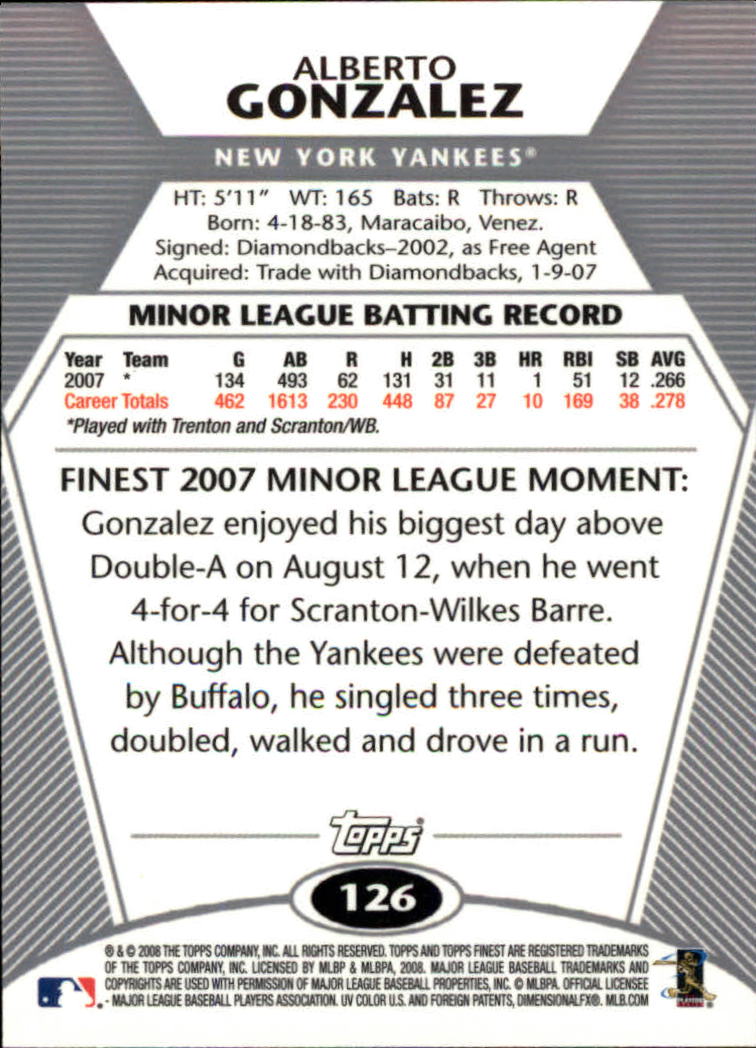 ALBERTO
GONZALEZ
NEW YORK YANKEES®
HT: 5'11" WT: 165 Bats: R Throws: R
Born: 4-18-83, Maracaibo, Venez.
Signed: Diamondbacks–2002, as Free Agent
Acquired: Trade with Diamondbacks, 1-9-07
MINOR LEAGUE BATTING RECORD
Year Team G AB R H 2B 3B HR RBI SB AVG
2007 * 134 493 62 131 31 11 1 51 12 .266
Career Totals 462 1613 230 448 87 27 10 169 38 .278
*Played with Trenton and Scranton/WB.
FINEST 2007 MINOR LEAGUE MOMENT:
Gonzalez enjoyed his biggest day above
Double-A on August 12, when he went
4-for-4 for Scranton-Wilkes Barre.
Although the Yankees were defeated
by Buffalo, he singled three times,
doubled, walked and drove in a run.
Topps®
126
® & © 2008 THE TOPPS COMPANY, INC. ALL RIGHTS RESERVED. TOPPS AND TOPPS FINEST ARE REGISTERED TRADEMARKS
OF THE TOPPS COMPANY, INC. LICENSED BY MLBP & MLBPA, 2008. MAJOR LEAGUE BASEBALL TRADEMARKS AND
COPYRIGHTS ARE USED WITH PERMISSION OF MAJOR LEAGUE BASEBALL PROPERTIES, INC. © MLBPA. OFFICIAL LICENSEE
- MAJOR LEAGUE BASEBALL PLAYERS ASSOCIATION. UV COLOR U.S. AND FOREIGN PATENTS, DIMENSIONALFX®. MLB.COM